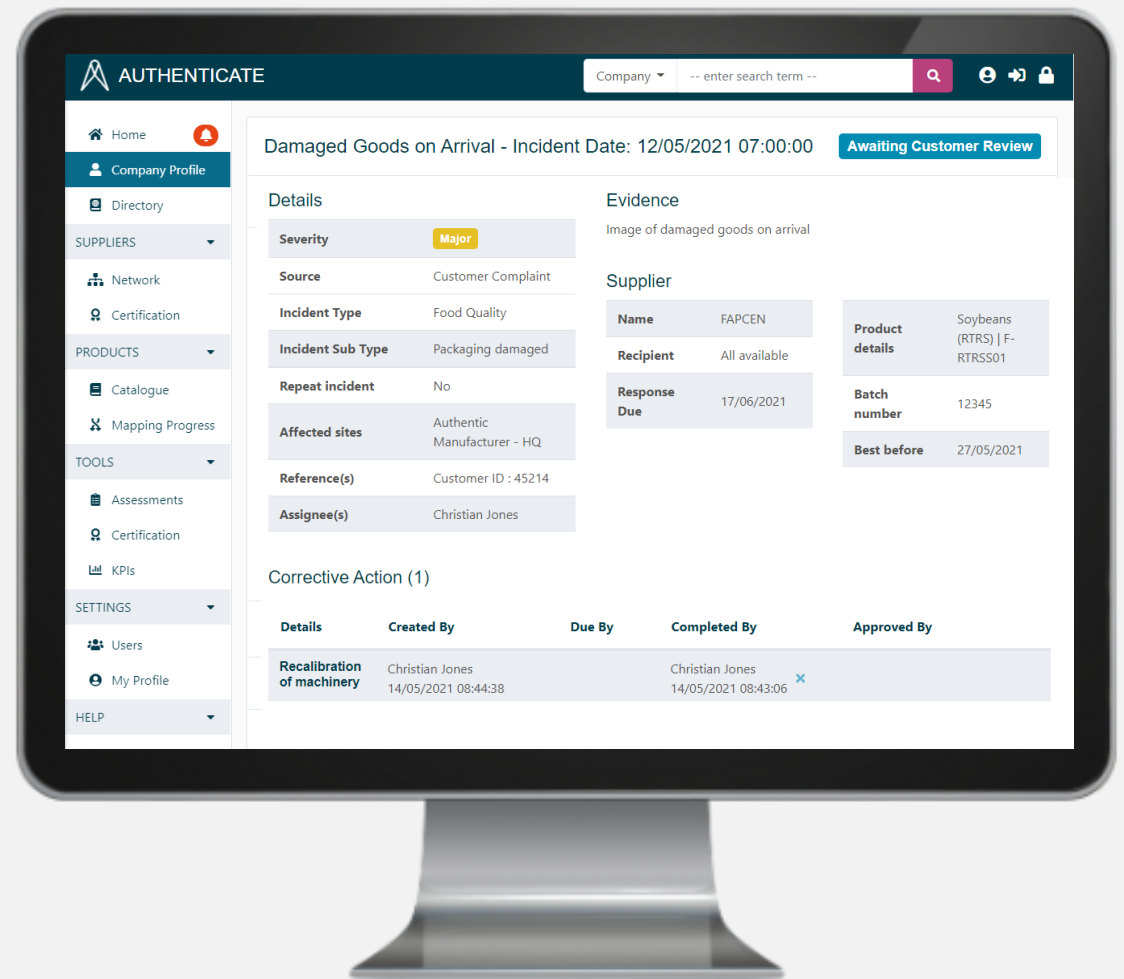 AUTHENTICATE
Company
-- enter search term --
Home
Company Profile
Directory
SUPPLIERS
Network
Certification
PRODUCTS
Catalogue
Mapping Progress
TOOLS
Assessments
Certification
KPIs
SETTINGS
Users
My Profile
HELP
Damaged Goods on Arrival - Incident Date: 12/05/2021 07:00:00
Awaiting Customer Review
Details
Severity Major
Source Customer Complaint
Incident Type Food Quality
Incident Sub Type Packaging damaged
Repeat incident No
Affected sites Authentic
Manufacturer - HQ
Reference(s) Customer ID : 45214
Assignee(s) Christian Jones
Evidence
Image of damaged goods on arrival
Supplier
Name FAPCEN
Recipient All available
Response
Due
17/06/2021
Product
details
Soybeans
(RTRS) | F-
RTRSS01
Batch
number
12345
Best before 27/05/2021
Corrective Action (1)
Details Created By Due By Completed By Approved By
Recalibration
of machinery
Christian Jones
14/05/2021 08:44:38
Christian Jones
14/05/2021 08:43:06